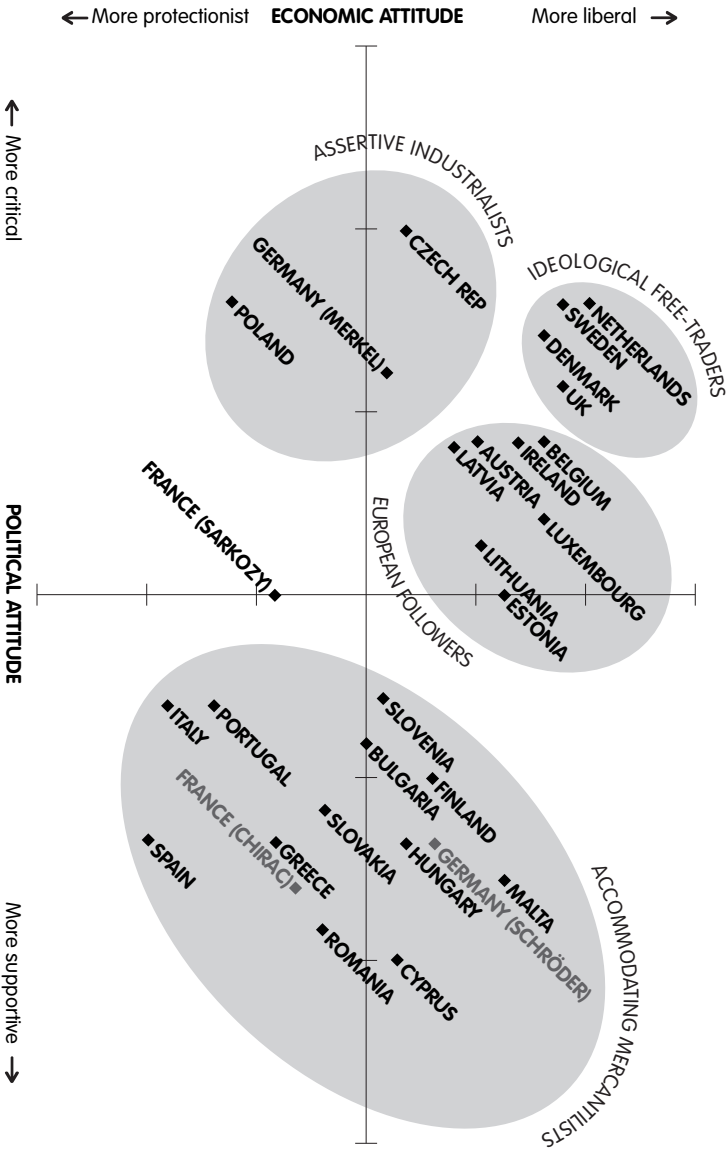 ← More protectionist ECONOMIC ATTITUDE More liberal →
← More critical
POLITICAL ATTITUDE
More supportive →
ASSERTIVE INDUSTRIALISTS
CZECH REP
GERMANY (MERKEL)
POLAND
IDEOLOGICAL FREE-TRADERS
NETHERLANDS
SWEDEN
DENMARK
UK
BELGIUM
IRELAND
AUSTRIA
LATVIA
LUXEMBOURG
LITHUANIA
ESTONIA
EUROPEAN FOLLOWERS
FRANCE (SARKOZY)
SLOVENIA
ITALY
PORTUGAL
BULGARIA
FINLAND
SLOVAKIA
FRANCE (CHIRAC)
GREECE
SPAIN
HUNGARY
GERMANY (SCHRÖDER)
MALTA
ROMANIA
CYPRUS
ACCOMMODATING MERCANTILISTS